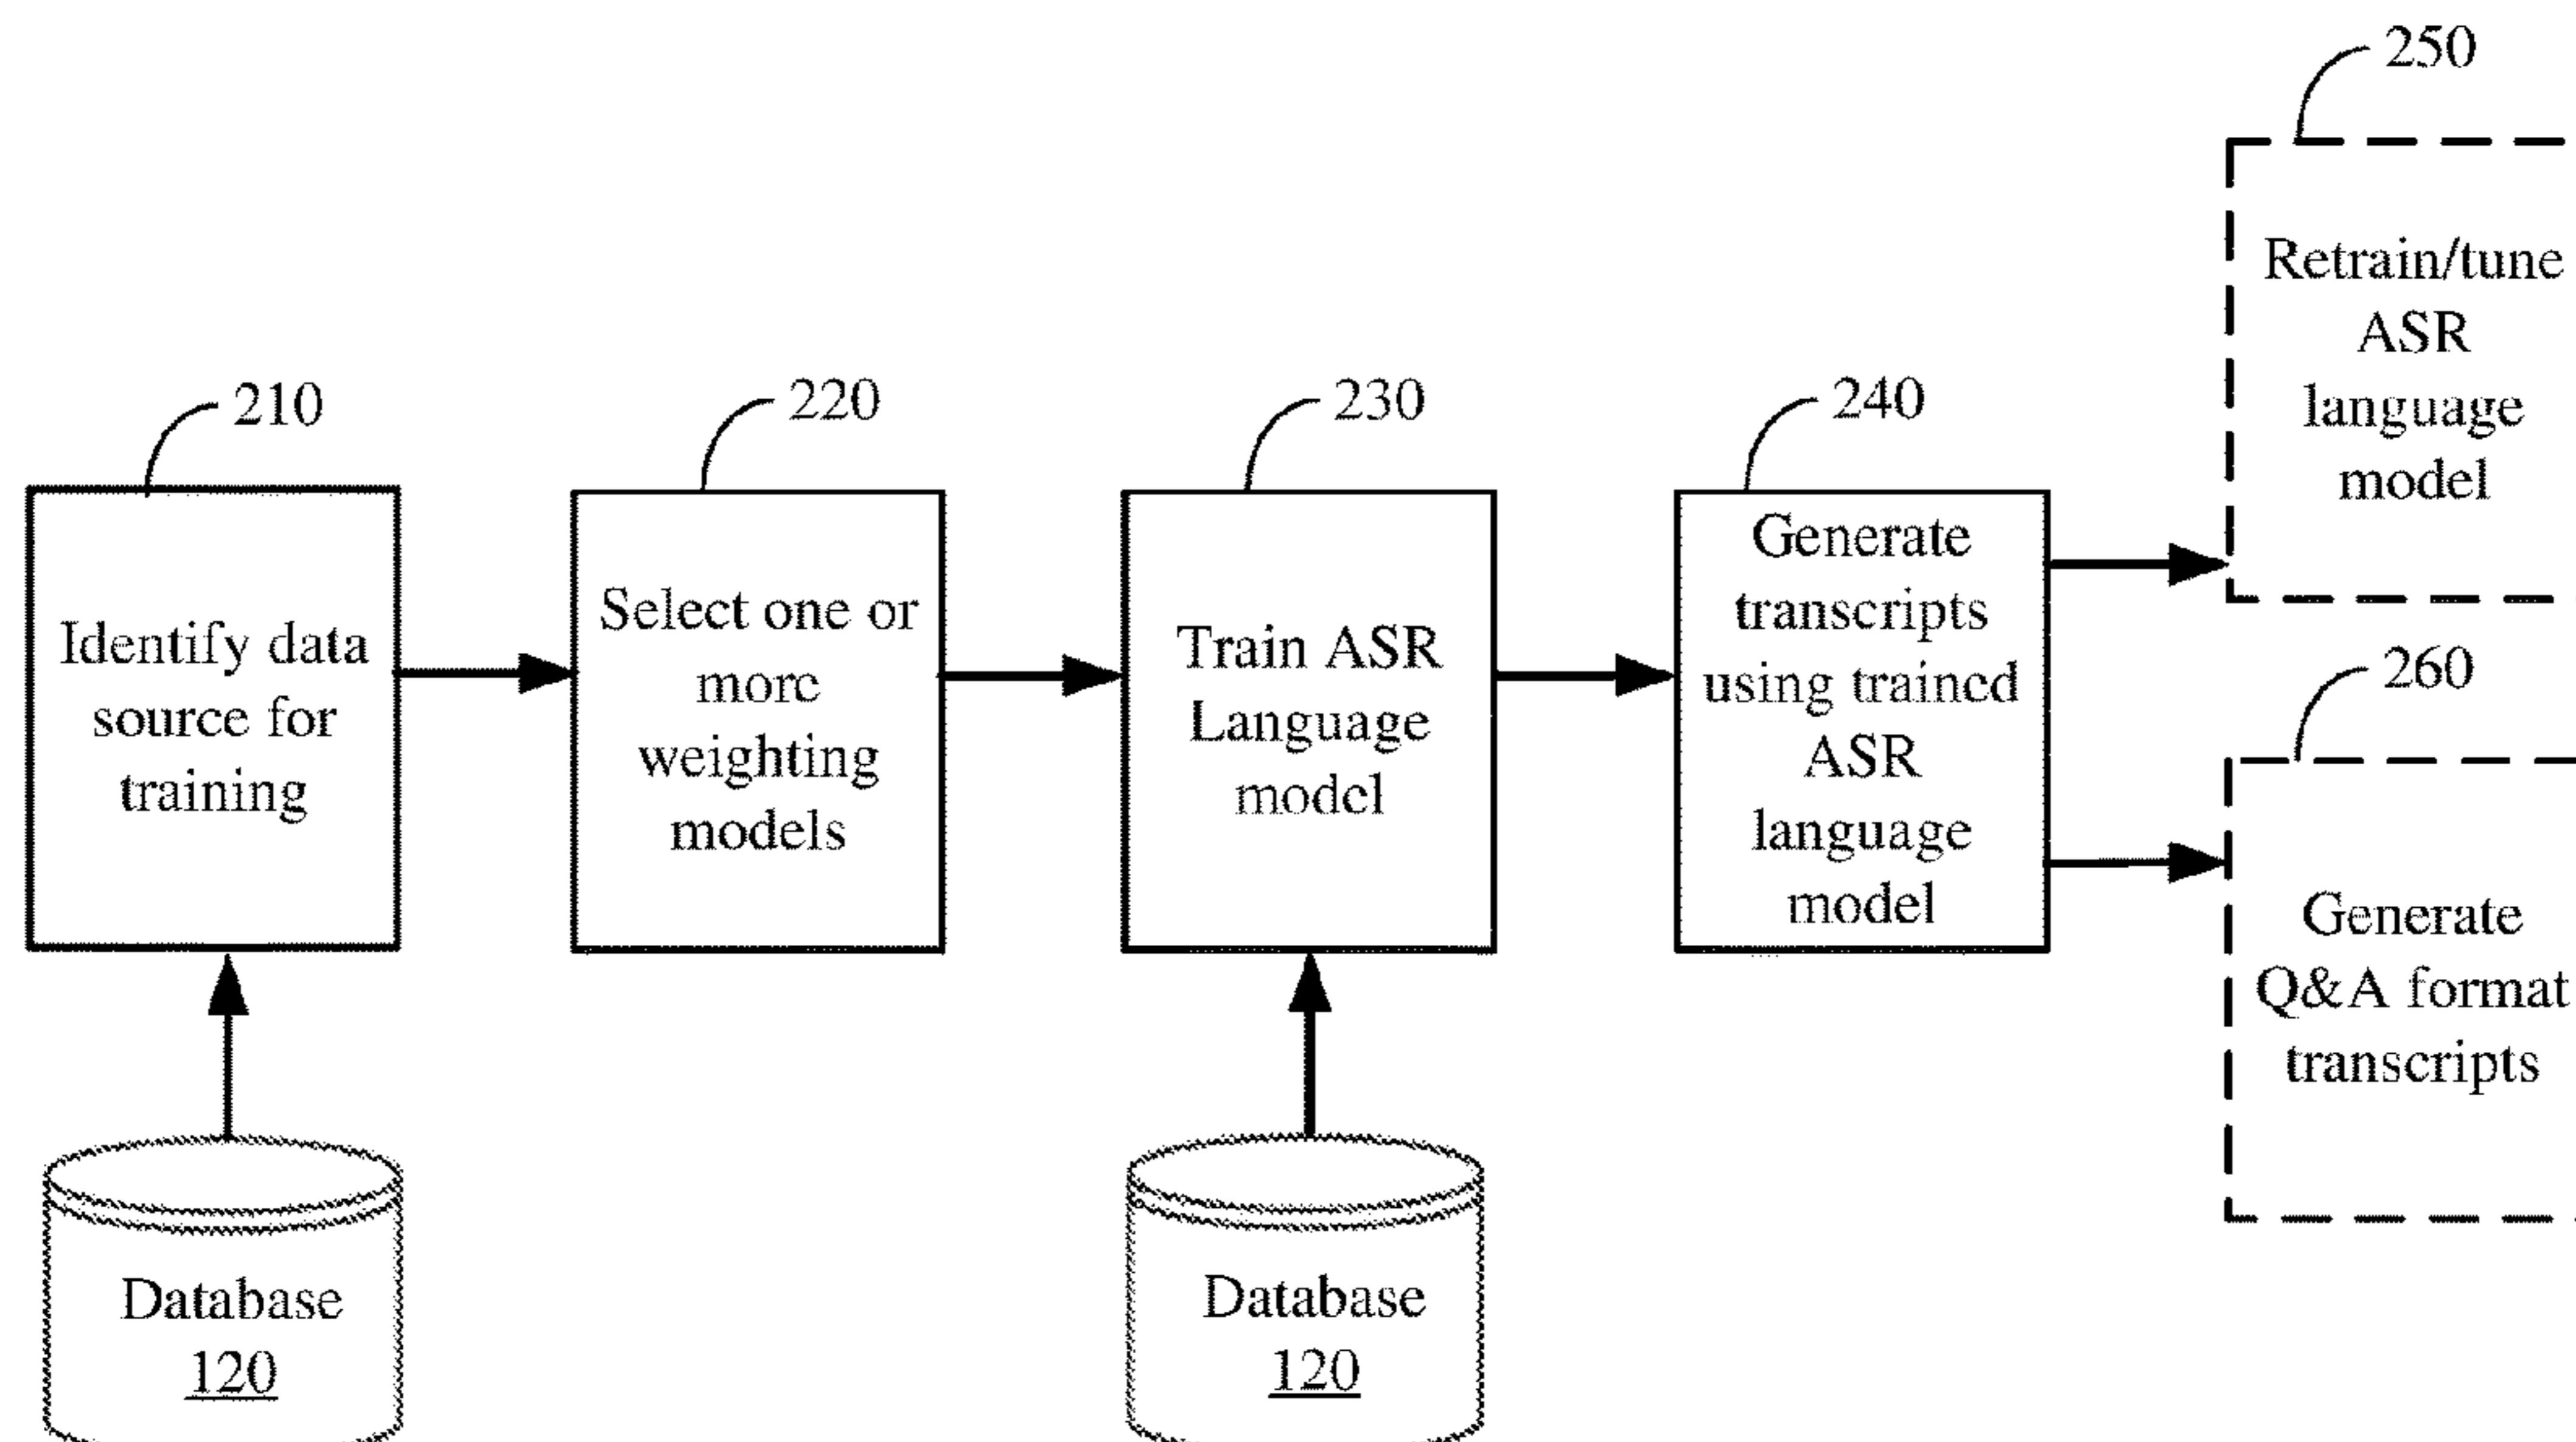 250
Retrain/tune
ASR
language
model
210
Identify data
source for
training
220
Select one or
more
weighting
models
230
Train ASR
Language
model
240
Generate
transcripts
using trained
ASR
language
model
260
Generate
Q&A format
transcripts
Database
120
Database
120